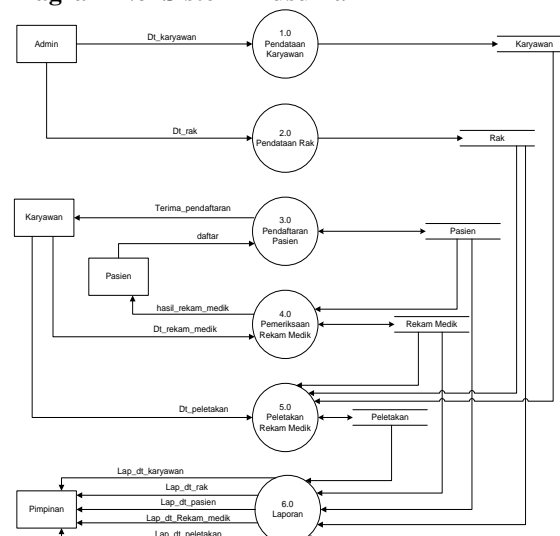 Admin
Dt_karyawan
1.0
Pendataan
Karyawan
Karyawan
Dt_rak
2.0
Pendataan Rak
Rak
Karyawan
Terima_pendaftaran
daftar
3.0
Pendaftaran
Pasien
Pasien
Pasien
hasil_rekam_medik
Dt_rekam_medik
4.0
Pemeriksaan
Rekam Medik
Rekam Medik
Dt_peletakan
5.0
Peletakan
Rekam Medik
Peletakan
Lap_dt_karyawan
Lap_dt_rak
Lap_dt_pasien
Lap_dt_Rekam_medik
Lap_dt_peletakan
Pimpinan
6.0
Laporan